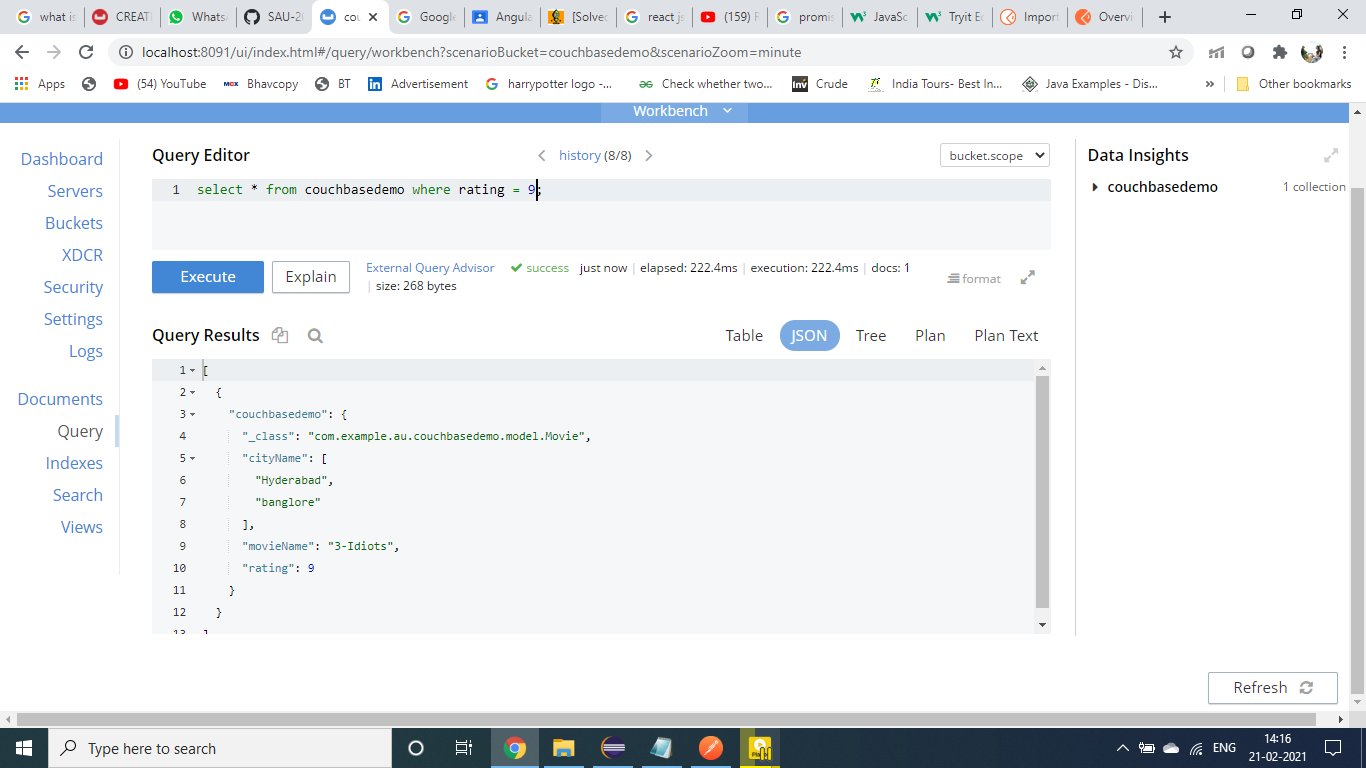 what is
CREATI
WhatsA
SAU-2
cou
Google
Angula
[Solved
react js
(159) F
promis
JavaSc
Tryit Ed
Import
Overvi
localhost:8091/ui/index.html#/query/workbench?scenarioBucket=couchbasedemo&scenarioZoom=minute
Apps
(54) YouTube
MCX Bhavcopy
BT
Advertisement
harrypotter logo -...
Check whether two...
Inv Crude
India Tours- Best In...
Java Examples - Dis...
»
Other bookmarks
Workbench
Dashboard
Servers
Buckets
XDCR
Security
Settings
Logs
Documents
Query
Indexes
Search
Views
Query Editor
history (8/8)
bucket.scope
1 select * from couchbasedemo where rating = 9;
Execute
Explain
External Query Advisor
success just now | elapsed: 222.4ms | execution: 222.4ms | docs: 1
| size: 268 bytes
format
Query Results
Table
JSON
Tree
Plan
Plan Text
1 [
2 {
3 "couchbasedemo": {
4 "_class": "com.example.au.couchbasedemo.model.Movie",
5 "cityName": [
6 "Hyderabad",
7 "banglore"
8 ],
9 "movieName": "3-Idiots",
10 "rating": 9
11 }
12 }
13 ]
Data Insights
couchbasedemo
1 collection
Refresh
Type here to search
ENG
14:16
21-02-2021